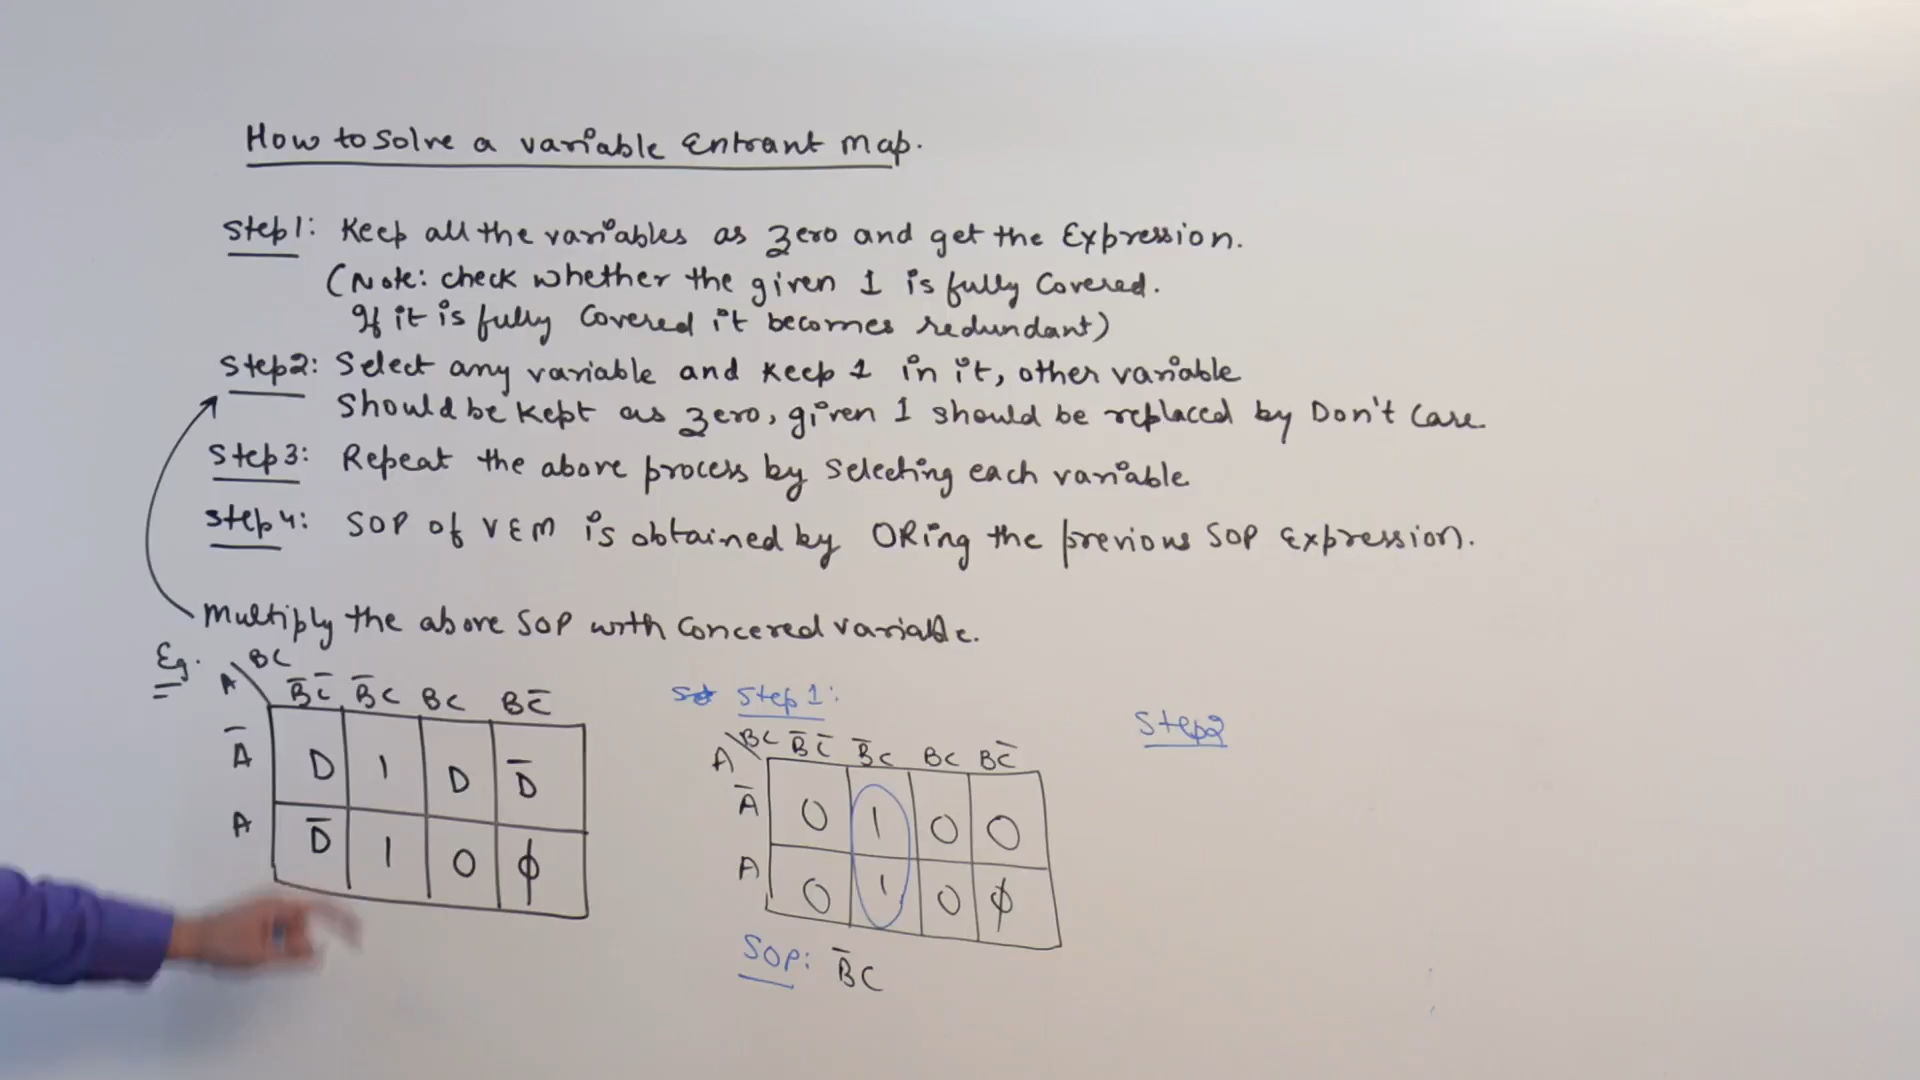 How to solve a variable Entrant map.
Step1: Keep all the variables as zero and get the Expression.
(Note: check whether the given 1 is fully Covered.
If it is fully Covered it becomes redundant)
Step2: Select any variable and Keep 1 in it, other variable
Should be Kept as zero, given 1 should be replaced by Don't Care.
Step3: Repeat the above process by Selecting each variable.
Step4: SOP of VEM is obtained by ORing the previous SOP Expression.
Multiply the above SOP with Concered variable.
Eg.
A BC B̅C̅ B̅C BC BC̅
A̅ D 1 D D̅
A D̅ 1 0 ϕ
Step1:
A BC B̅C̅ B̅C BC BC̅
A̅ 0 1 0 0
A 0 1 0 ϕ
SOP: B̅C
Step2